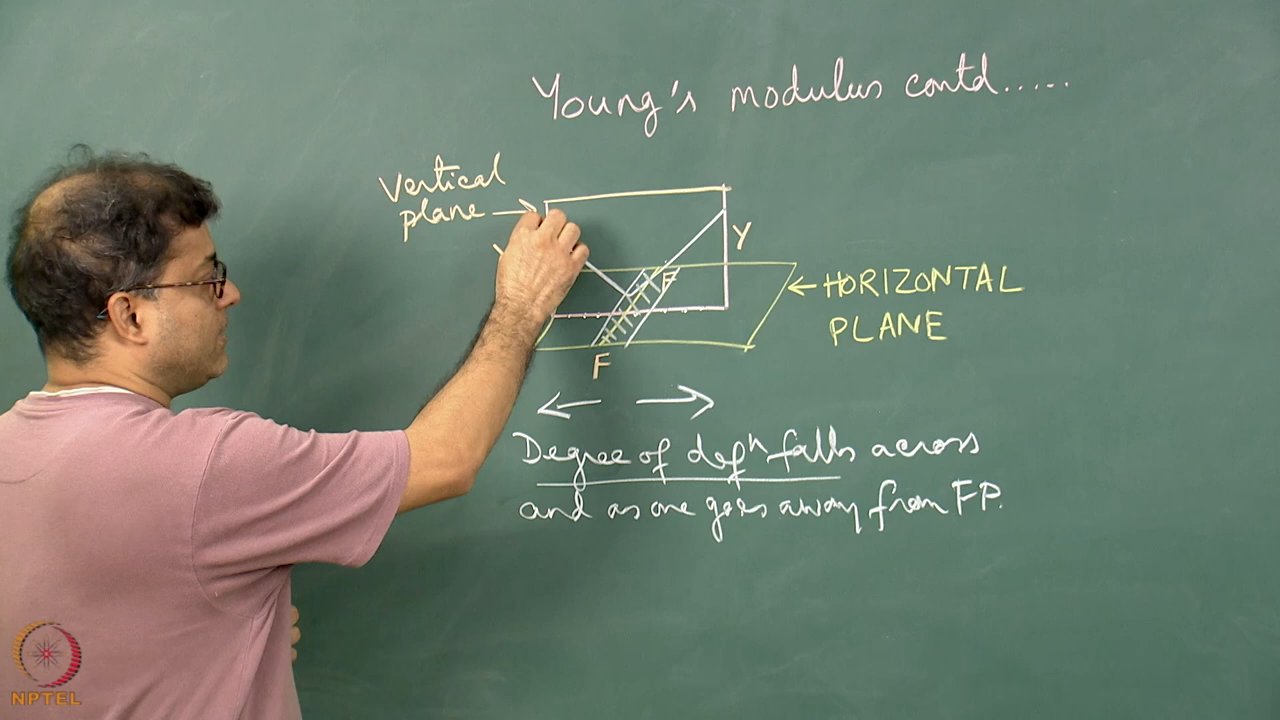 Young's modulus contd.....
Vertical
plane
Y
F
HORIZONTAL
PLANE
F
Degree of defⁿ falls across
and as one goes away from FP.
NPTEL